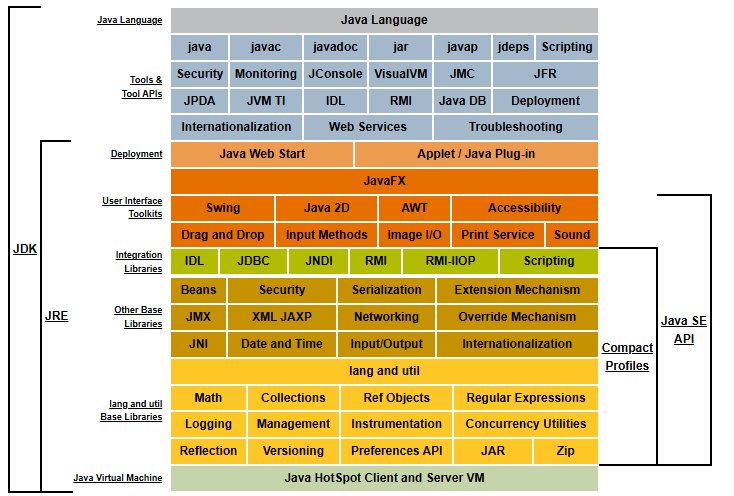 Java Language Java Language
java javac javadoc jar javap jdeps Scripting
Tools &
Tool APIs
Security Monitoring JConsole VisualVM JMC JFR
JPDA JVM TI IDL RMI Java DB Deployment
Internationalization Web Services Troubleshooting
Deployment Java Web Start Applet / Java Plug-in
JavaFX
User Interface
Toolkits
Swing Java 2D AWT Accessibility
Drag and Drop Input Methods Image I/O Print Service Sound
Integration
Libraries
IDL JDBC JNDI RMI RMI-IIOP Scripting
JDK
JRE
Other Base
Libraries
Beans Security Serialization Extension Mechanism
JMX XML JAXP Networking Override Mechanism
JNI Date and Time Input/Output Internationalization
Java SE
API
Compact
Profiles
lang and util
lang and util
Base Libraries
Math Collections Ref Objects Regular Expressions
Logging Management Instrumentation Concurrency Utilities
Reflection Versioning Preferences API JAR Zip
Java Virtual Machine Java HotSpot Client and Server VM